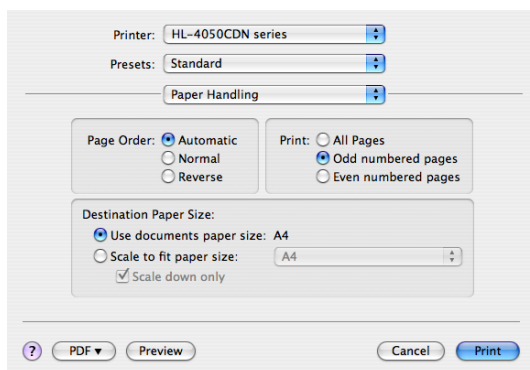 Printer: HL-4050CDN series
Presets: Standard
Paper Handling
Page Order: Automatic
Normal
Reverse
Print: All Pages
Odd numbered pages
Even numbered pages
Destination Paper Size:
Use documents paper size: A4
Scale to fit paper size: A4
Scale down only
? PDF▼ Preview Cancel Print